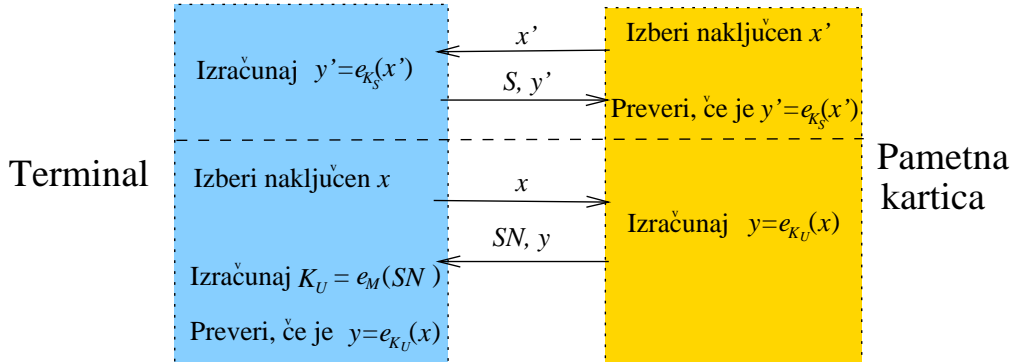 Terminal
Izračunaj y'=e_{K_S}(x')
Izberi naključen x
Izračunaj K_U = e_M(SN)
Preveri, če je y=e_{K_U}(x)
x'
S, y'
x
SN, y
Izberi naključen x'
Preveri, če je y'=e_{K_S}(x')
Izračunaj y=e_{K_U}(x)
Pametna
kartica